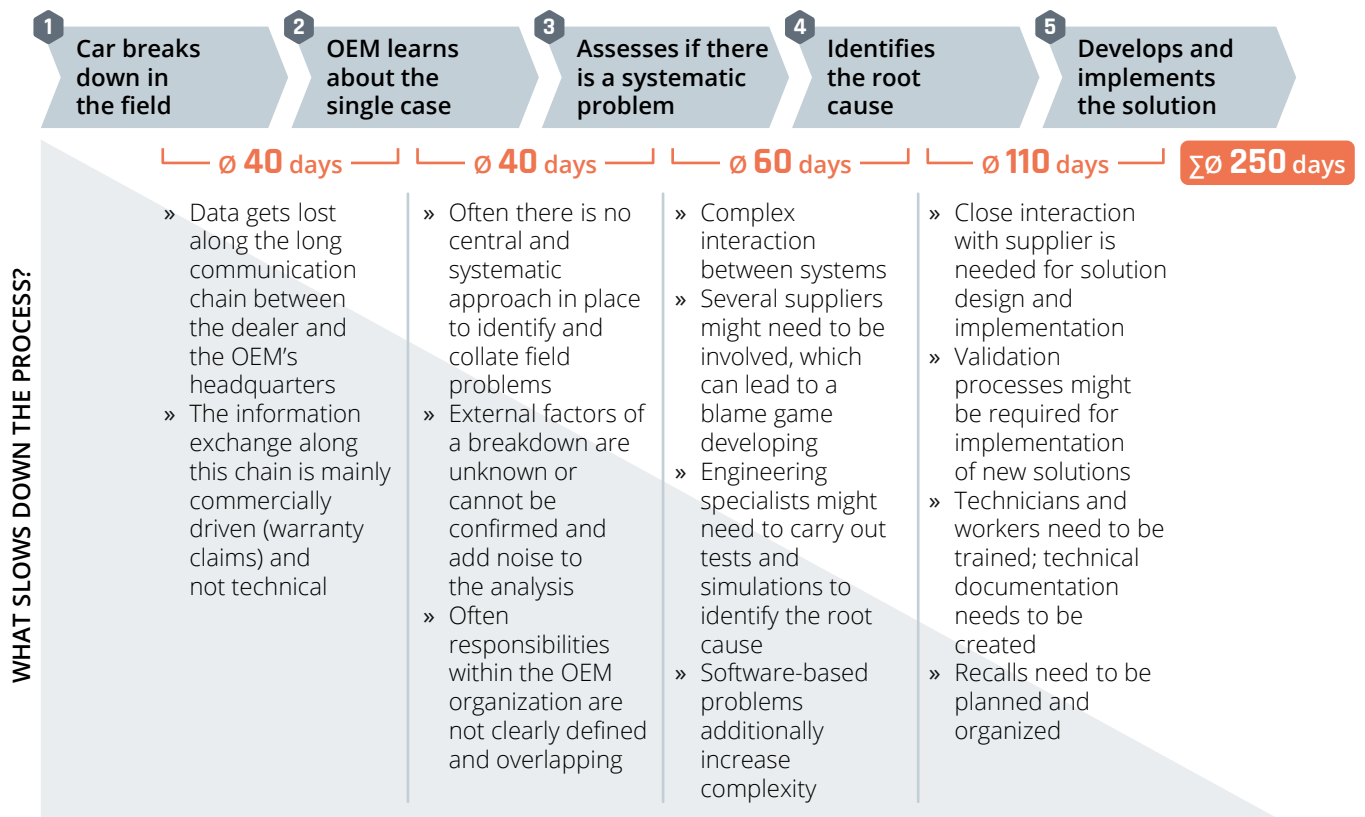 1
Car breaks
down in
the field
2
OEM learns
about the
single case
3
Assesses if there
is a systematic
problem
4
Identifies
the root
cause
5
Develops and
implements
the solution
Ø 40 days
Ø 40 days
Ø 60 days
Ø 110 days
∑Ø 250 days
WHAT SLOWS DOWN THE PROCESS?
» Data gets lost
along the long
communication
chain between
the dealer and
the OEM’s
headquarters
» The information
exchange along
this chain is mainly
commercially
driven (warranty
claims) and
not technical
» Often there is no
central and
systematic
approach in place
to identify and
collate field
problems
» External factors of
a breakdown are
unknown or
cannot be
confirmed and
add noise to
the analysis
» Often
responsibilities
within the OEM
organization are
not clearly defined
and overlapping
» Complex
interaction
between systems
» Several suppliers
might need to be
involved, which
can lead to a
blame game
developing
» Engineering
specialists might
need to carry out
tests and
simulations to
identify the root
cause
» Software-based
problems
additionally
increase
complexity
» Close interaction
with supplier is
needed for solution
design and
implementation
» Validation
processes might
be required for
implementation
of new solutions
» Technicians and
workers need to be
trained; technical
documentation
needs to be
created
» Recalls need to be
planned and
organized